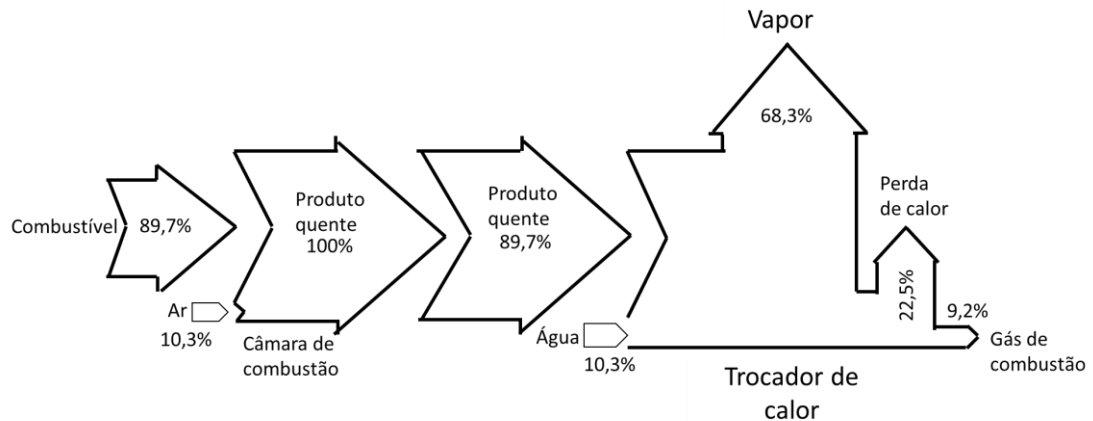 Vapor
68,3%
Combustível
89,7%
Produto
quente
100%
Produto
quente
89,7%
Perda
de calor
22,5%
9,2%
Gás de
combustão
Ar
10,3%
Câmara de
combustão
Água
10,3%
Trocador de
calor